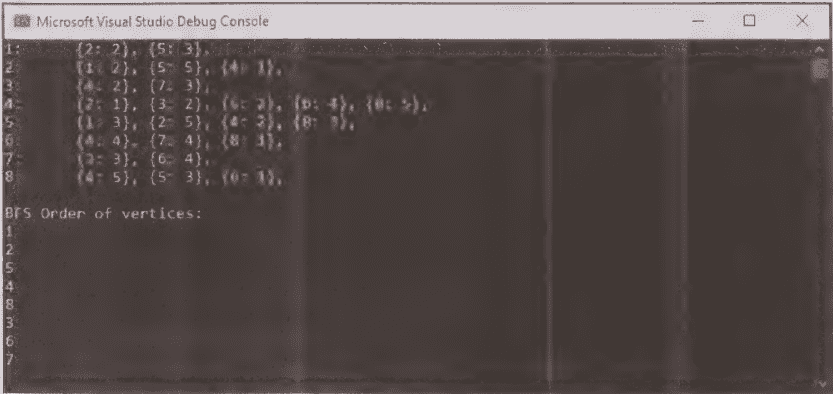 Microsoft Visual Studio Debug Console
1: {2: 2}, {5: 3},
2: {1: 2}, {5: 5}, {4: 1},
3: {4: 2}, {7: 3},
4: {2: 1}, {3: 2}, {5: 2}, {6: 4}, {8: 5},
5: {1: 3}, {2: 5}, {4: 2}, {8: 3},
6: {4: 4}, {7: 4}, {8: 1},
7: {3: 3}, {6: 4},
8: {4: 5}, {5: 3}, {6: 1},
BFS Order of vertices:
1
2
5
4
8
3
6
7